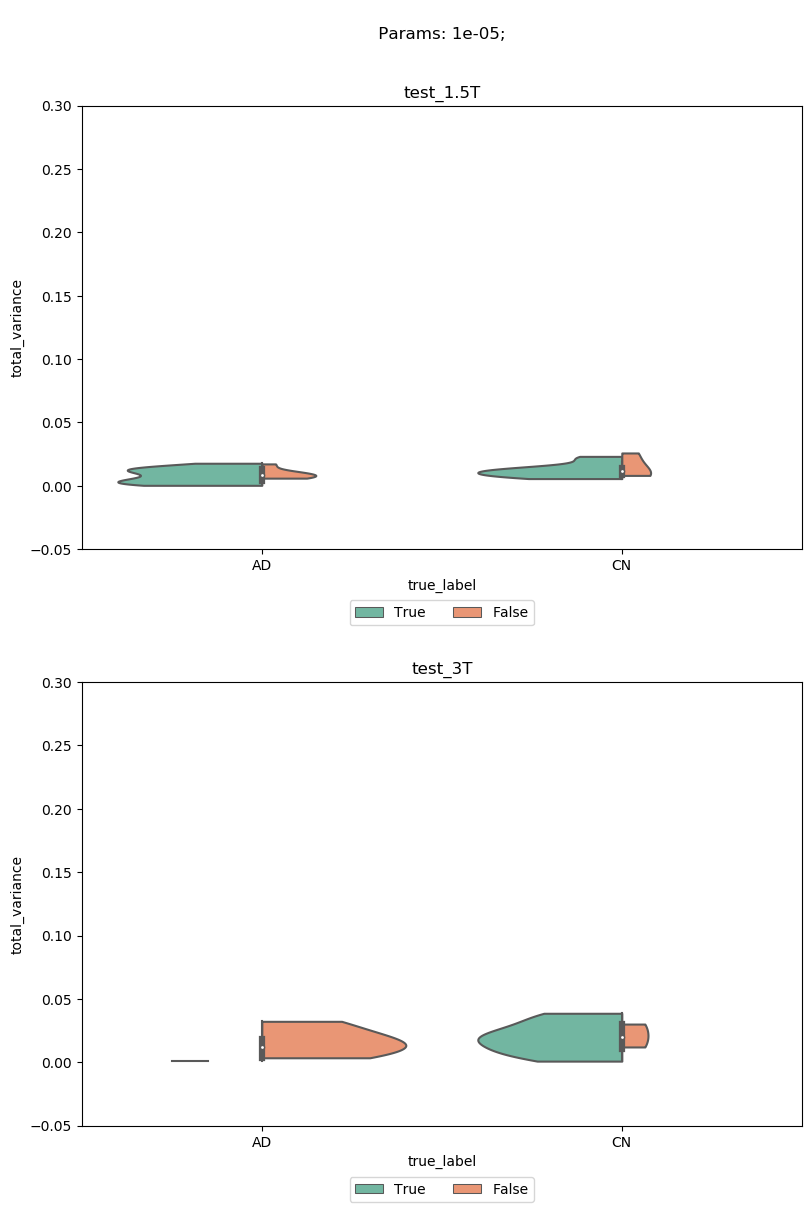 Params: 1e-05;
test_1.5T
0.30
0.25
0.20
0.15
0.10
0.05
0.00
−0.05
total_variance
AD CN
true_label
True False
test_3T
0.30
0.25
0.20
0.15
0.10
0.05
0.00
−0.05
total_variance
AD CN
true_label
True False